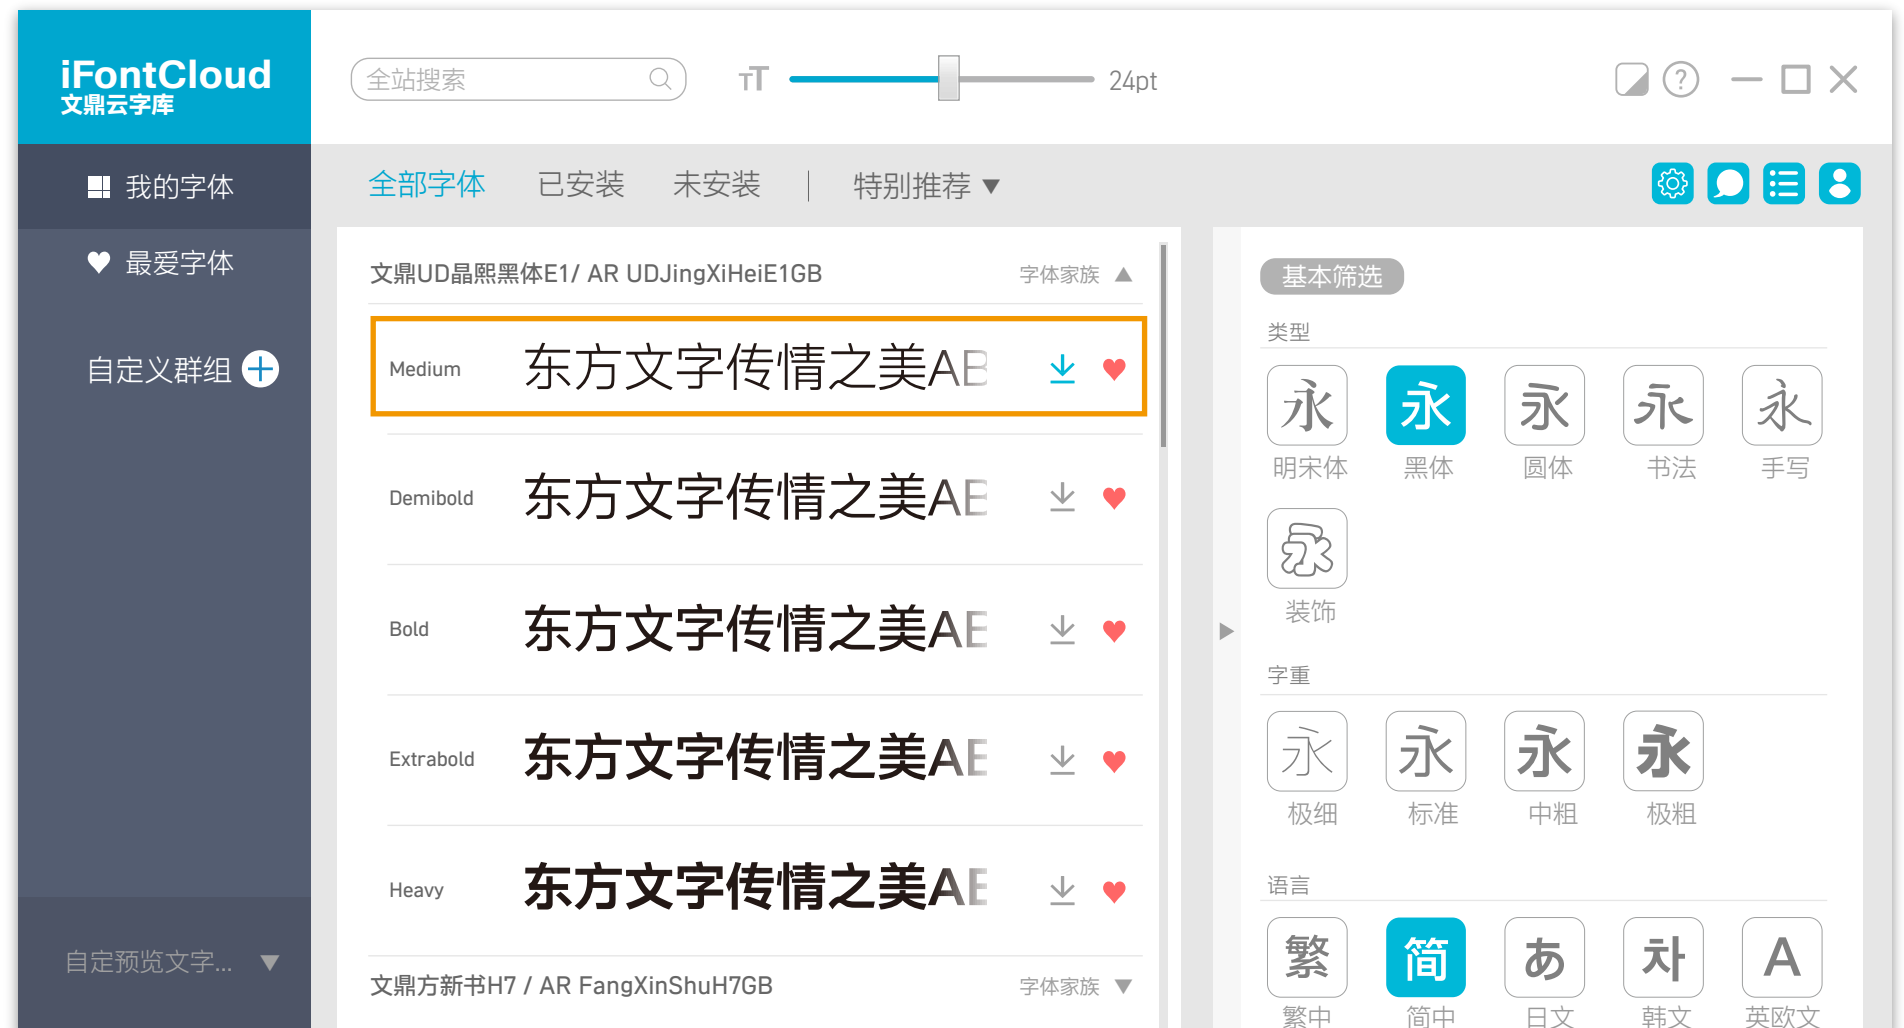 iFontCloud
文鼎云字库
全站搜索
TT
24pt
?
我的字体
最爱字体
自定义群组
自定预览文字...
全部字体 已安装 未安装 | 特别推荐
文鼎UD晶熙黑体E1/ AR UDJingXiHeiE1GB 字体家族
Medium 东方文字传情之美AB
Demibold 东方文字传情之美AB
Bold 东方文字传情之美AB
Extrabold 东方文字传情之美AB
Heavy 东方文字传情之美AB
文鼎方新书H7 / AR FangXinShuH7GB 字体家族
基本筛选
类型
永 永 永 永 永
明宋体 黑体 圆体 书法 手写
永
装饰
字重
永 永 永 永
极细 标准 中粗 极粗
语言
繁 简 あ 차 A
繁中 简中 日文 韩文 英欧文